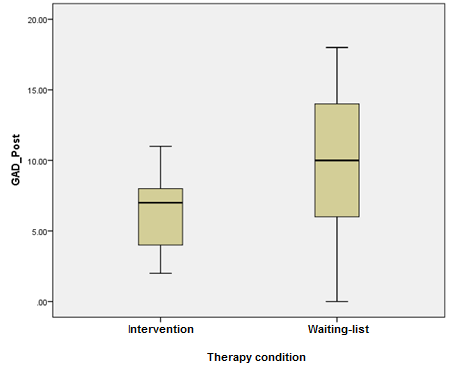 20.00
15.00
GAD_Post
10.00
5.00
.00
Intervention Waiting-list
Therapy condition